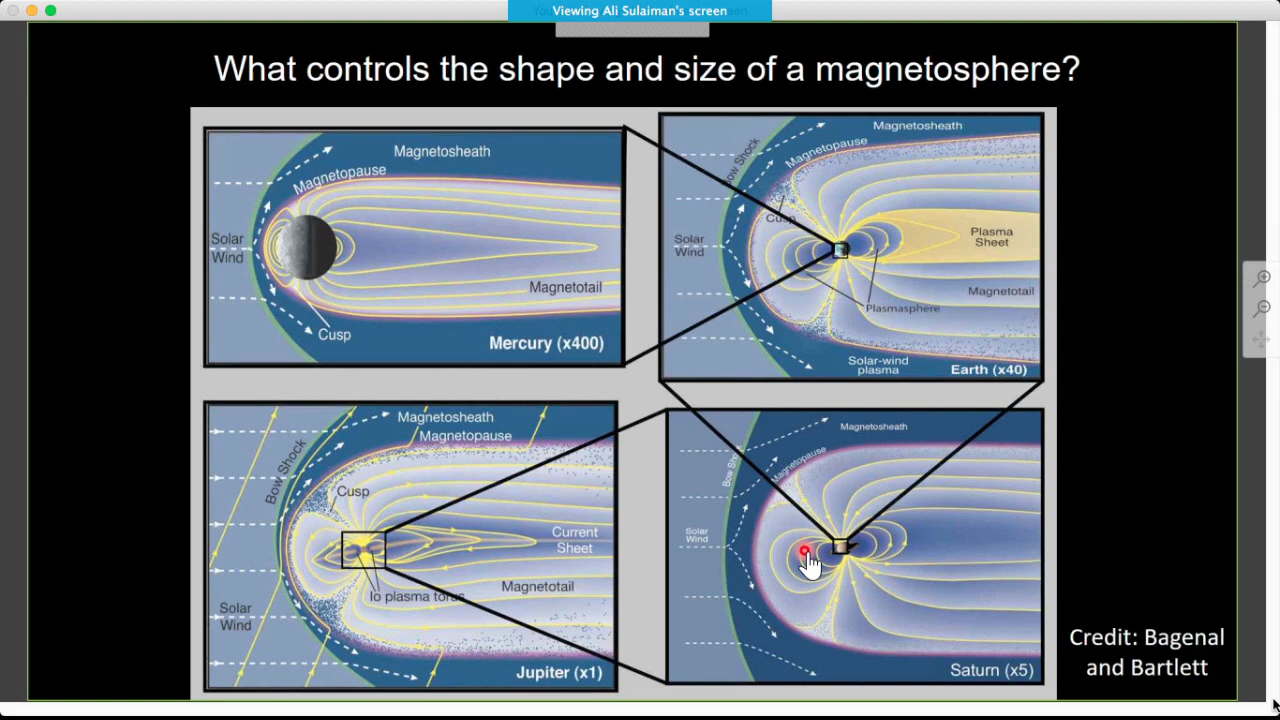 Viewing Ali Sulaiman's screen
What controls the shape and size of a magnetosphere?
Magnetosheath
Magnetopause
Solar
Wind
Magnetotail
Cusp
Mercury (x400)
Magnetosheath
Bow Shock
Magnetopause
Cusp
Solar
Wind
Plasma
Sheet
Magnetotail
Plasmasphere
Solar-wind
plasma
Earth (x40)
Magnetosheath
Magnetopause
Bow Shock
Cusp
Current
Sheet
Magnetotail
Io plasma torus
Solar
Wind
Jupiter (x1)
Magnetosheath
Bow Shock
Magnetopause
Solar
Wind
Saturn (x5)
Credit: Bagenal
and Bartlett